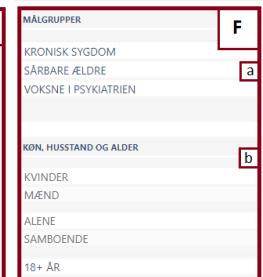 MÅLGRUPPER
F
KRONISK SYGDOM
SÅRBARE ÆLDRE
a
VOKSNE I PSYKIATRIEN
KØN, HUSSTAND OG ALDER
b
KVINDER
MÆND
ALENE
SAMBOENDE
18+ ÅR